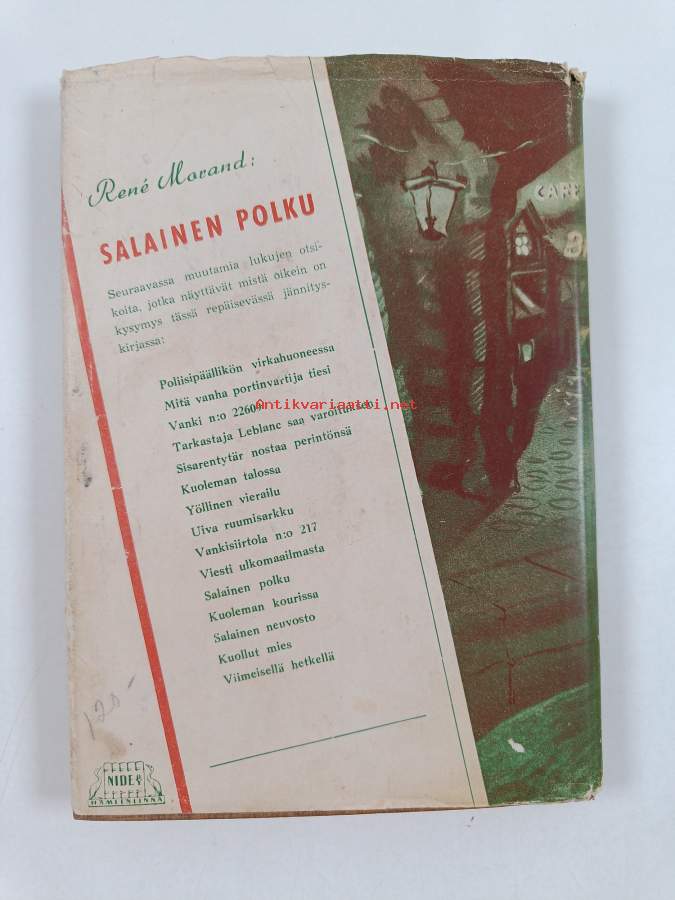 René Morand:
SALAINEN POLKU
Seuraavassa muutamia lukujen otsi-
koita, jotka näyttävät mistä oikein on
kysymys tässä repäisevässä jännitys-
kirjassa:
Poliisipäällikön virkahuoneessa
Mitä vanha portinvartija tiesi
Vanki n:o
Antikvariaatti.net
Tarkastaja Leblanc saa varoituksen
Sisarentytär nostaa perintönsä
Kuoleman talossa
Yöllinen vierailu
Uiva ruumisarkku
Vankisiirtola n:o 217
Viesti ulkomaailmasta
Salainen polku
Kuoleman kourissa
Salainen neuvosto
Kuollut mies
Viimeisellä hetkellä
CAFE
120-
NIDE
HÄMEENLINNA